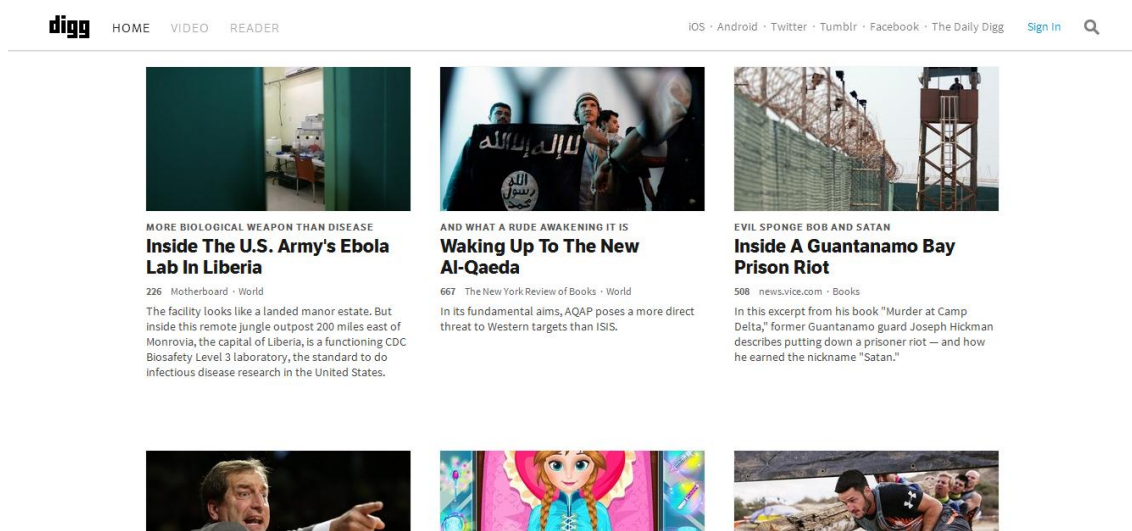 digg
HOME VIDEO READER
iOS · Android · Twitter · Tumblr · Facebook · The Daily Digg
Sign In
لا إله إلا الله
الله
رسول
محمد
MORE BIOLOGICAL WEAPON THAN DISEASE
Inside The U.S. Army's Ebola
Lab In Liberia
226 Motherboard · World
The facility looks like a landed manor estate. But
inside this remote jungle outpost 200 miles east of
Monrovia, the capital of Liberia, is a functioning CDC
Biosafety Level 3 laboratory, the standard to do
infectious disease research in the United States.
AND WHAT A RUDE AWAKENING IT IS
Waking Up To The New
Al-Qaeda
667 The New York Review of Books · World
In its fundamental aims, AQAP poses a more direct
threat to Western targets than ISIS.
EVIL SPONGE BOB AND SATAN
Inside A Guantanamo Bay
Prison Riot
508 news.vice.com · Books
In this excerpt from his book "Murder at Camp
Delta," former Guantanamo guard Joseph Hickman
describes putting down a prisoner riot — and how
he earned the nickname "Satan."